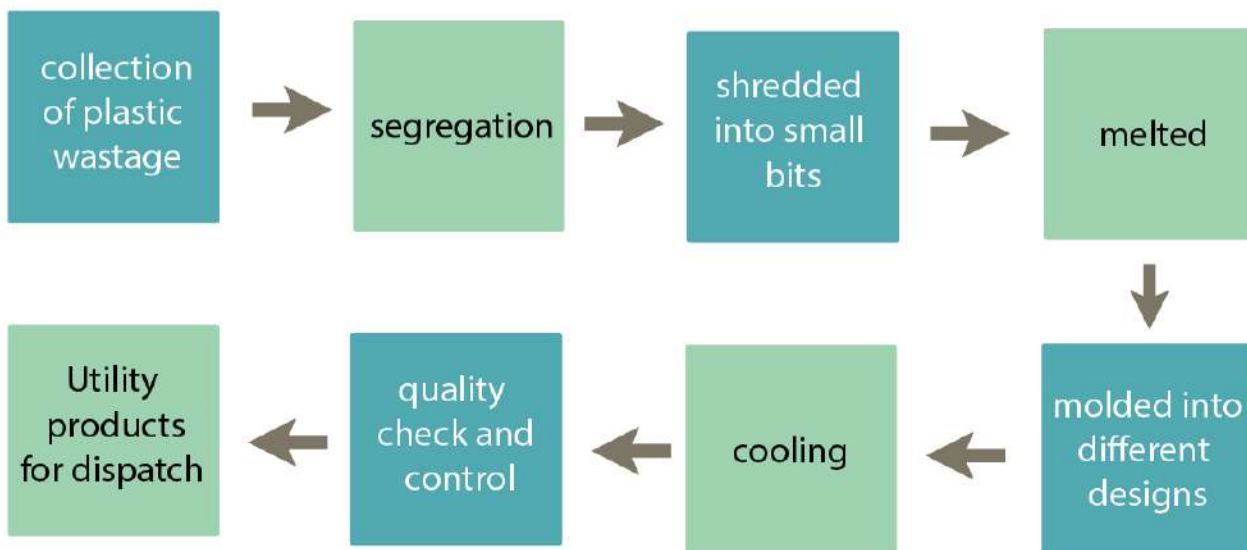 collection
of plastic
wastage
segregation
shredded
into small
bits
melted
molded into
different
designs
cooling
quality
check and
control
Utility
products
for dispatch